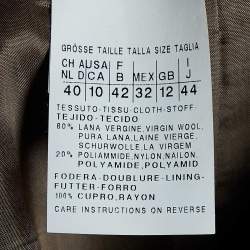 GRÖSSE TAILLE TALLA SIZE TAGLIA
CH AUSA F I
NL D CA B MEX GB J
40 10 42 32 12 44
TESSUTO-TISSU-CLOTH-STOFF
TEJIDO-TECIDO
80% LANA VERGINE, VIRGIN WOOL,
PURA LANA, LAINE VIERGE,
SCHURWOLLE, LA VIRGEN
20% POLIAMMIDE, NYLON, NAILON,
POLYAMIDE, POLYAMID
FODERA-DOUBLURE-LINING-
FUTTER-FORRO
100% CUPRO, RAYON
CARE INSTRUCTIONS ON REVERSE